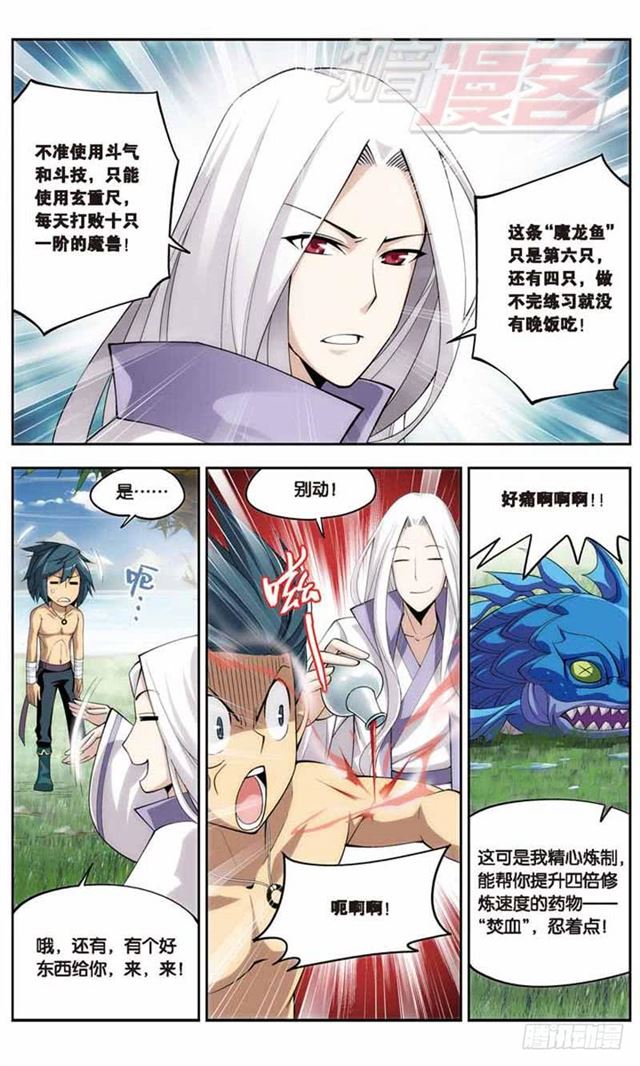 知音漫客
不准使用斗气
和斗技，只能
使用玄重尺，
每天打败十只
一阶的魔兽！
这条“魔龙鱼”
只是第六只，
还有四只，做
不完练习就没
有晚饭吃！
是……
呃…
哦，还有，有个好
东西给你，来，来！
别动！
嗞
呃啊啊！
好痛啊啊啊！！
这可是我精心炼制，
能帮你提升四倍修
炼速度的药物——
“焚血”，忍着点！
腾讯动漫